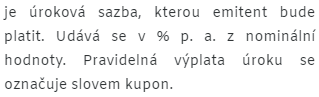 je úroková sazba, kterou emitent bude
platit. Udává se v % p. a. z nominální
hodnoty. Pravidelná výplata úroku se
označuje slovem kupon.